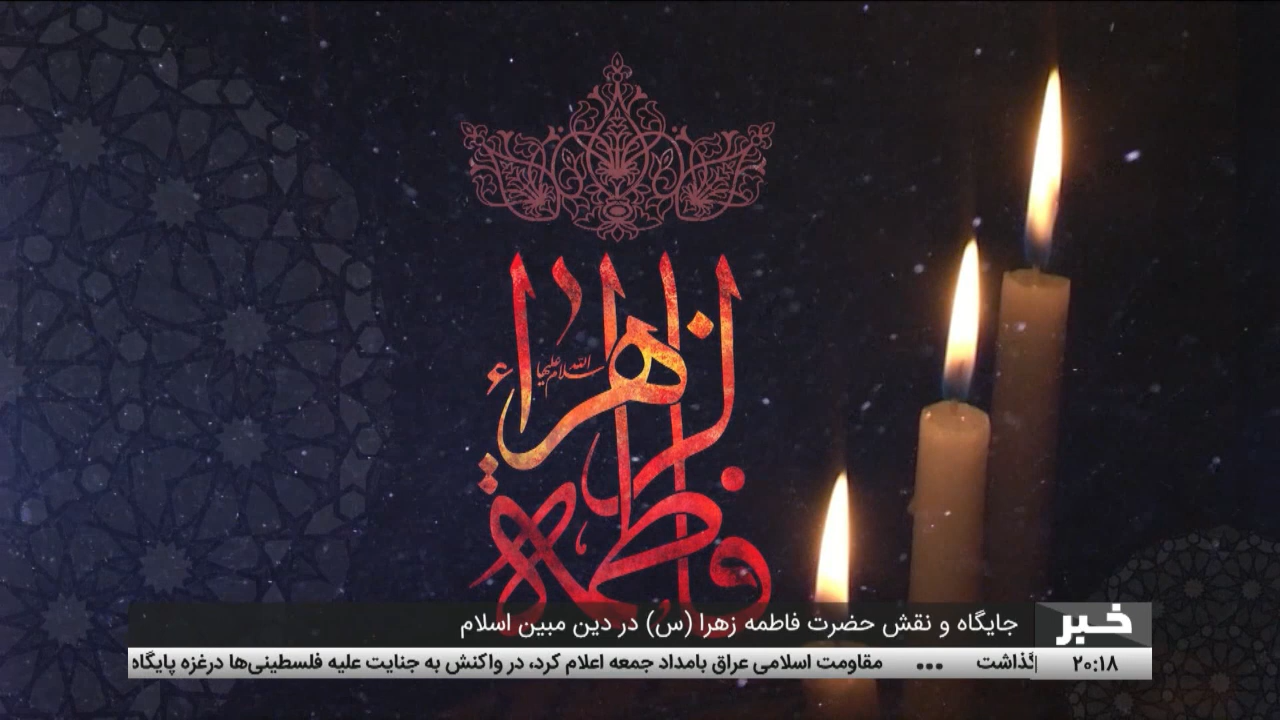 فاطمة الزهراء
سلام الله علیها
جایگاه و نقش حضرت فاطمه زهرا (س) در دین مبین اسلام
خبر
گذاشت ... مقاومت اسلامی عراق بامداد جمعه اعلام کرد، در واکنش به جنایت علیه فلسطینی‌ها درغزه پایگاه
۲۰:۱۸